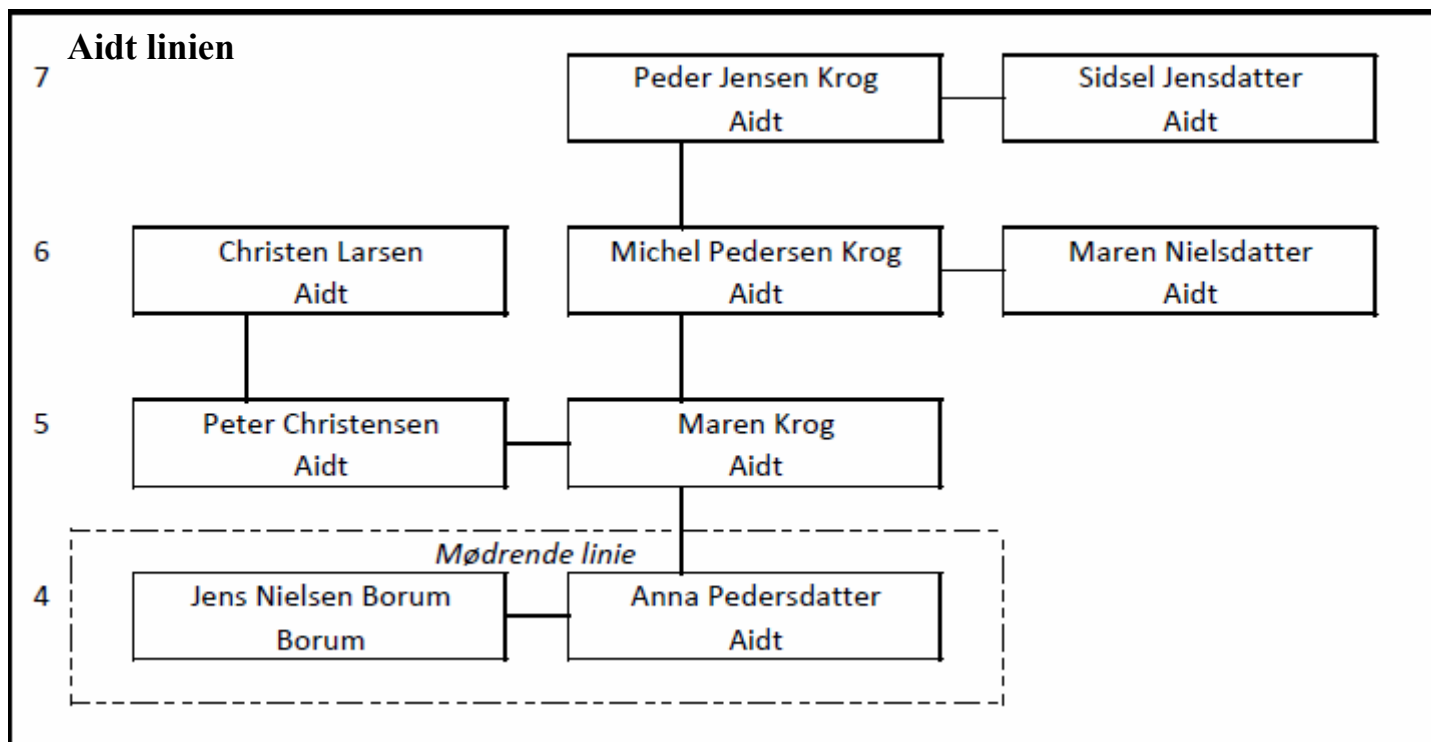 Aidt linien
7
Peder Jensen Krog
Aidt
Sidsel Jensdatter
Aidt
6
Christen Larsen
Aidt
Michel Pedersen Krog
Aidt
Maren Nielsdatter
Aidt
5
Peter Christensen
Aidt
Maren Krog
Aidt
Mødrende linie
4
Jens Nielsen Borum
Borum
Anna Pedersdatter
Aidt